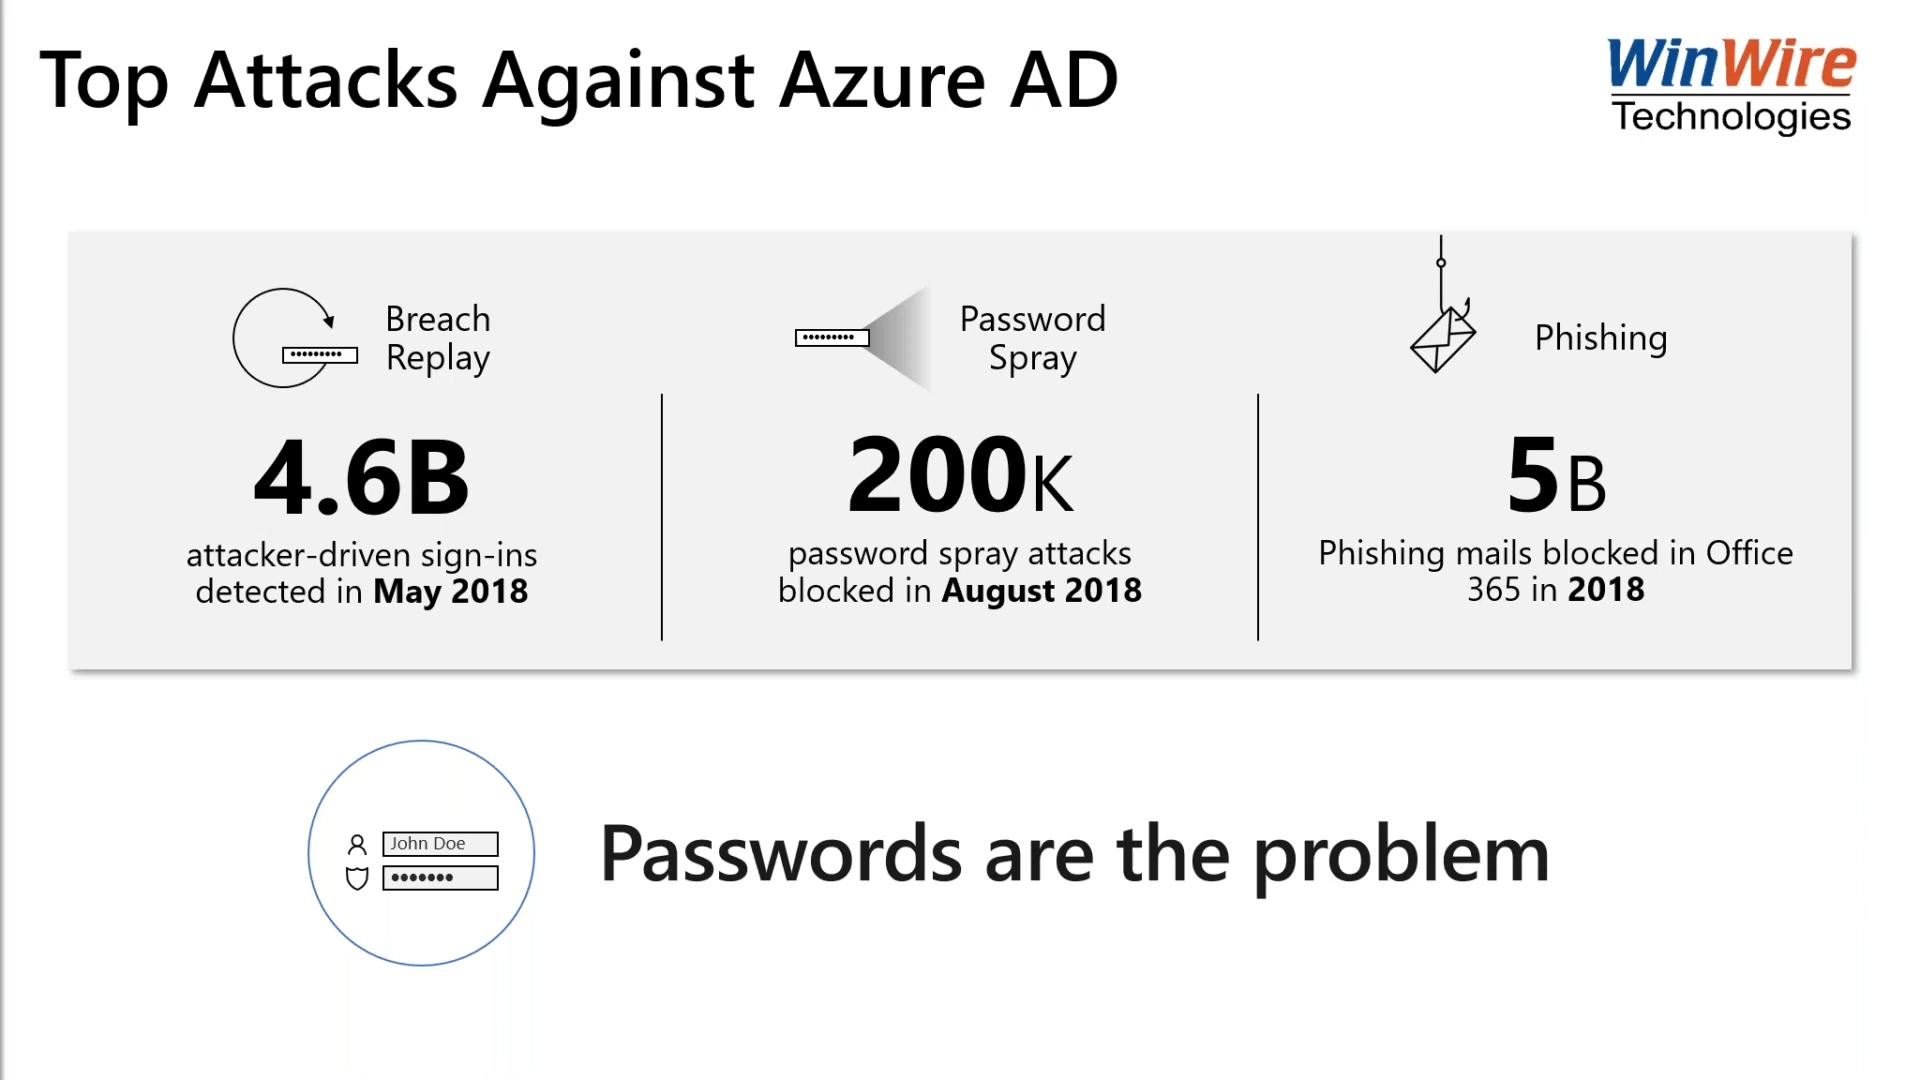 Top Attacks Against Azure AD
WinWire
Technologies
Breach
Replay
4.6B
attacker-driven sign-ins
detected in May 2018
Password
Spray
200K
password spray attacks
blocked in August 2018
Phishing
5B
Phishing mails blocked in Office
365 in 2018
John Doe
Passwords are the problem